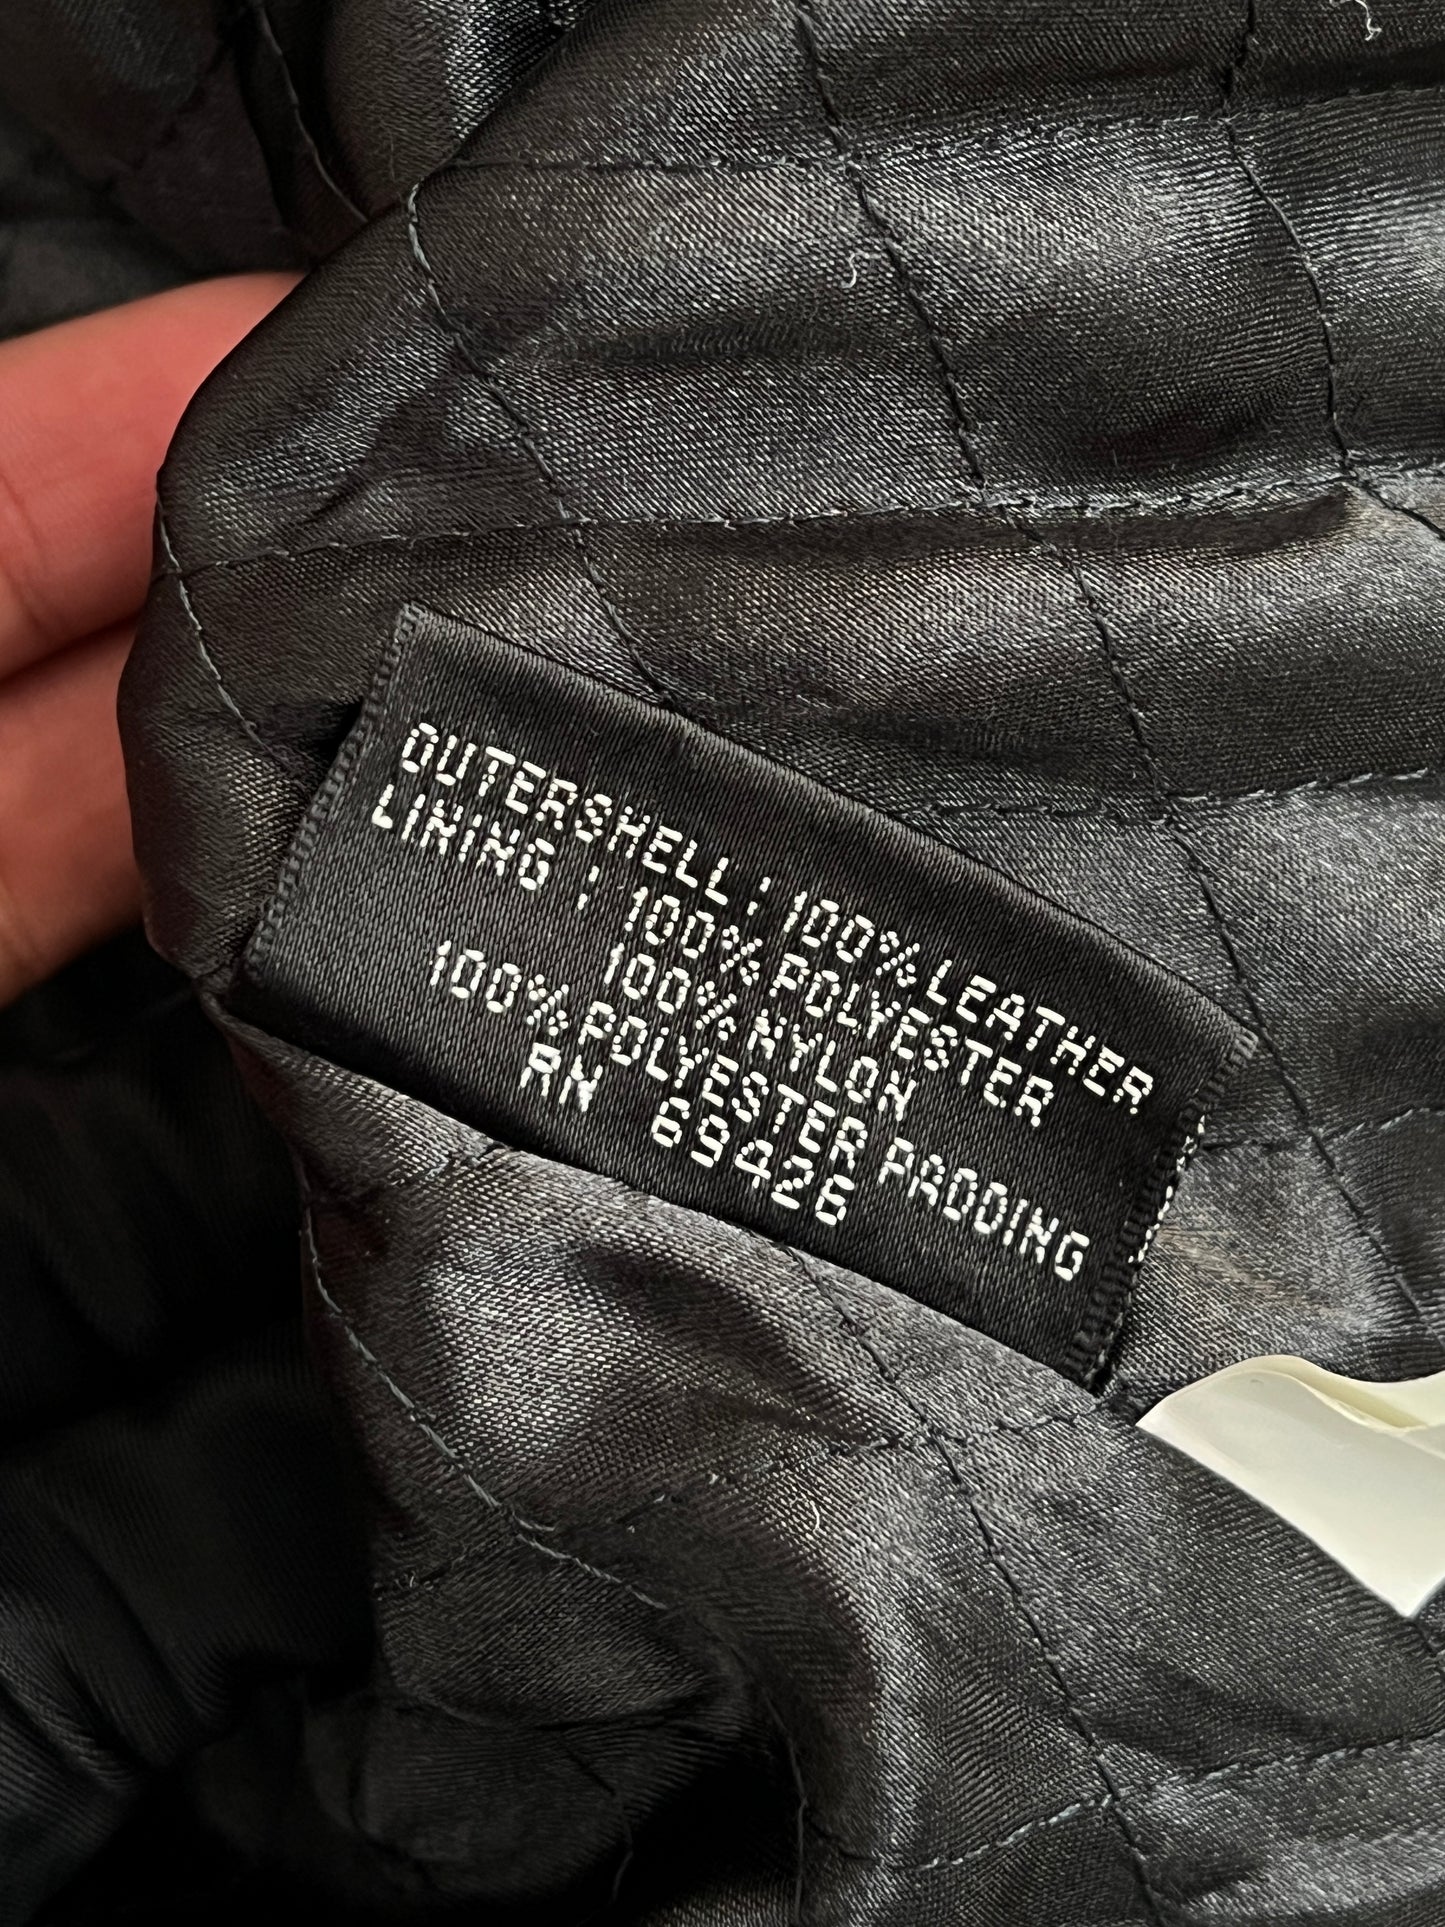 OUTERSHELL : 100% LEATHER
LINING : 100% POLYESTER
100% NYLON
100% POLYESTER PADDING
RN 69426